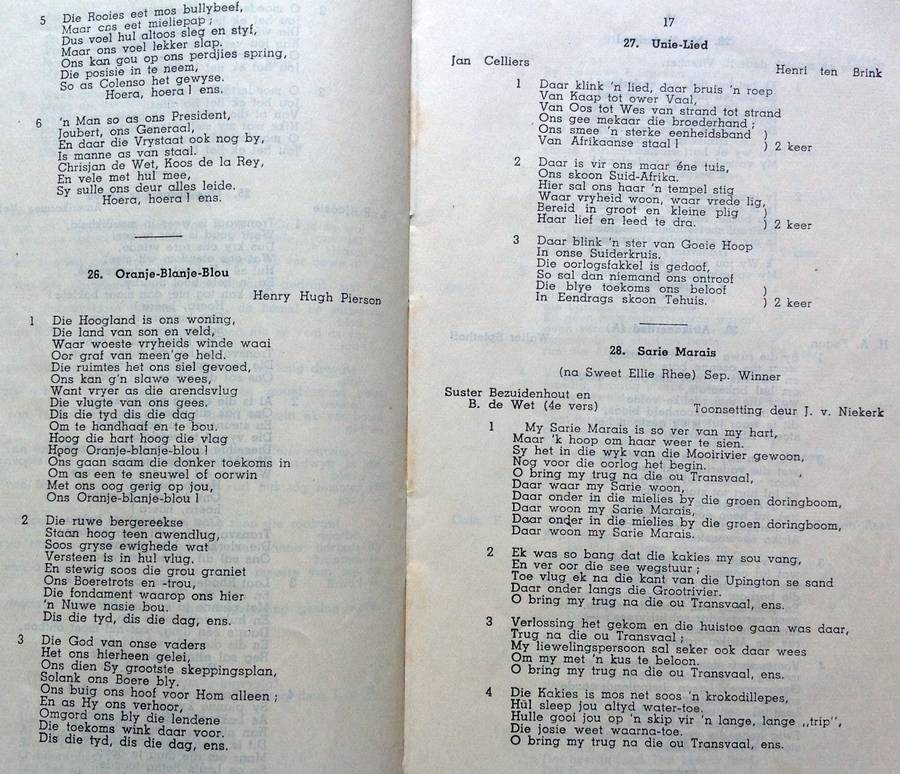 5 Die Rooies eet mos bullybeef,
Maar ons eet mieliepap;
Dus voel hul altoos sleg en styf,
Maar ons voel lekker slap.
Ons kan gou op ons perdjies spring,
Die posisie in te neem,
So as Colenso het gewyse.
Hoera, hoera! ens.
6 'n Man so as ons President,
Joubert, ons Generaal,
En daar die Vrystaat ook nog by,
Is manne as van staal.
Chrisjan de Wet, Koos de la Rey,
En vele met hul mee,
Sy sulle ons deur alles leide.
Hoera, hoera! ens.
26. Oranje-Blanje-Blou
Henry Hugh Pierson
1 Die Hoogland is ons woning,
Die land van son en veld,
Waar woeste vryheids winde waai
Oor graf van meen'ge held.
Die ruimtes het ons siel gevoed,
Ons kan g'n slawe wees,
Want vryer as die arendsvlug
Die vlugte van ons gees.
Dis die tyd dis die dag
Om te handhaaf en te bou.
Hoog die hart hoog die vlag
Hoog Oranje-blanje-blou!
Ons gaan saam die donker toekoms in
Om as een te sneuwel of oorwin
Met ons oog gerig op jou,
Ons Oranje-blanje-blou!
2 Die ruwe bergereekse
Staan hoog teen awendlug,
Soos gryse ewighede wat
Versteen is in hul vlug.
En stewig soos die grou graniet
Ons Boeretrots en -trou,
Die fondament waarop ons hier
'n Nuwe nasie bou.
Dis die tyd, dis die dag, ens.
3 Die God van onse vaders
Het ons hierheen gelei,
Ons dien Sy grootste skeppingsplan,
Solank ons Boere bly.
Ons buig ons hoof voor Hom alleen;
En as Hy ons verhoor,
Omgord ons bly die lendene
Die toekoms wink daar voor.
Dis die tyd, dis die dag, ens.
17
27. Unie-Lied
Jan Celliers
Henri ten Brink
1 Daar klink 'n lied, daar bruis 'n roep
Van Kaap tot ower Vaal,
Van Oos tot Wes van strand tot strand
Ons gee mekaar die broederhand;
Ons smee 'n sterke eenheidsband )
Van Afrikaanse staal! ) 2 keer
2 Daar is vir ons maar éne tuis,
Ons skoon Suid-Afrika.
Hier sal ons haar 'n tempel stig
Waar vryheid woon, waar vrede lig,
Bereid in groot en kleine plig )
Haar lief en leed te dra. ) 2 keer
3 Daar blink 'n ster van Goeie Hoop
In onse Suiderkruis.
Die oorlogsfakkel is gedoof,
So sal dan niemand ons ontroof
Die blye toekoms ons beloof )
In Eendrags skoon Tehuis. ) 2 keer
28. Sarie Marais
(na Sweet Ellie Rhee) Sep. Winner
Suster Bezuidenhout en
B. de Wet (4e vers) Toonsetting deur J. v. Niekerk
1 My Sarie Marais is so ver van my hart,
Maar 'k hoop om haar weer te sien.
Sy het in die wyk van die Mooirivier gewoon,
Nog voor die oorlog het begin.
O bring my trug na die ou Transvaal,
Daar waar my Sarie woon,
Daar onder in die mielies by die groen doringboom,
Daar woon my Sarie Marais,
Daar onder in die mielies by die groen doringboom,
Daar woon my Sarie Marais.
2 Ek was so bang dat die kakies my sou vang,
En ver oor die see wegstuur;
Toe vlug ek na die kant van die Upington se sand
Daar onder langs die Grootrivier.
O bring my trug na die ou Transvaal, ens.
3 Verlossing het gekom en die huistoe gaan was daar,
Trug na die ou Transvaal;
My liewelingspersoon sal seker ook daar wees
Om my met 'n kus te beloon.
O bring my trug na die ou Transvaal, ens.
4 Die Kakies is mos net soos 'n krokodillepes,
Hul sleep jou altyd water-toe.
Hulle gooi jou op 'n skip vir 'n lange, lange ,,trip'',
Die josie weet waarna-toe.
O bring my trug na die ou Transvaal, ens.